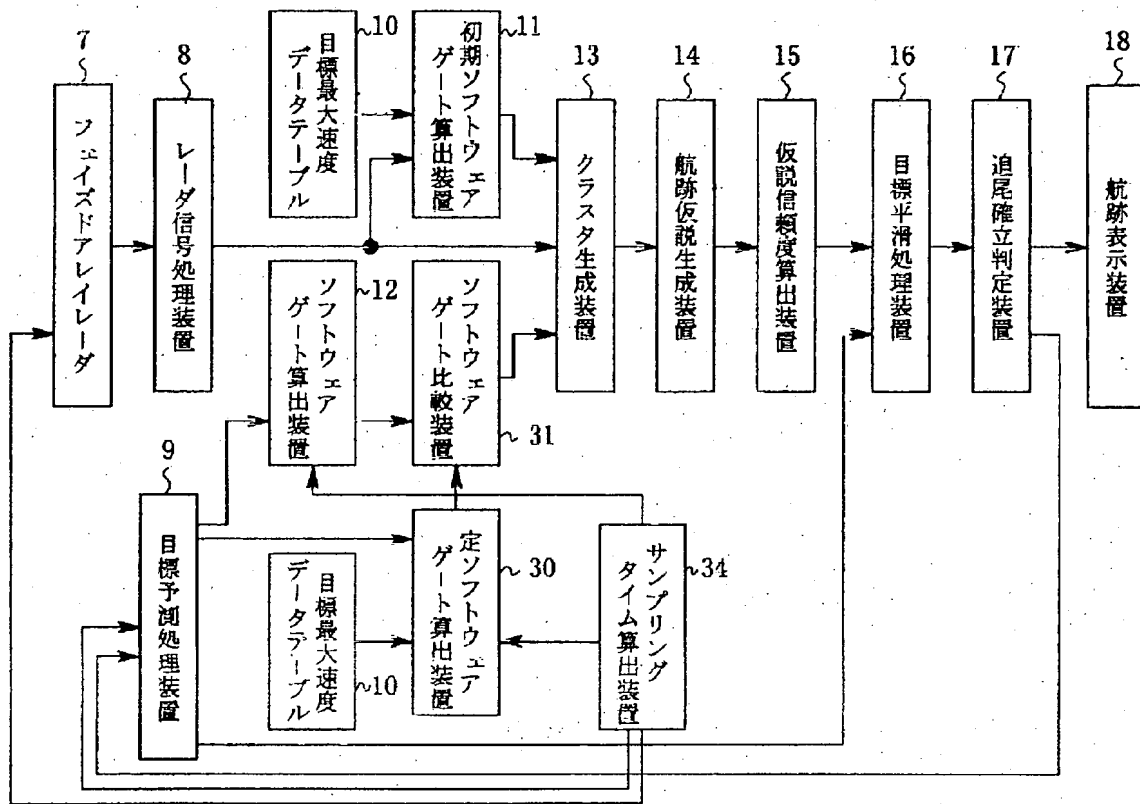 7
フェイズドアレイレーダ
8
レーダ信号処理装置
10
目標最大速度
データテーブル
11
初期ソフトウェア
ゲート算出装置
13
クラスタ生成装置
14
航跡仮説生成装置
15
仮説信頼度算出装置
16
目標平滑処理装置
17
追尾確立判定装置
18
航跡表示装置
12
ソフトウェア
ゲート算出装置
ソフトウェア
ゲート比較装置
31
9
目標予測処理装置
目標最大速度
データテーブル
10
定ソフトウェア
ゲート算出装置
30
サンプリング
タイム算出装置
34